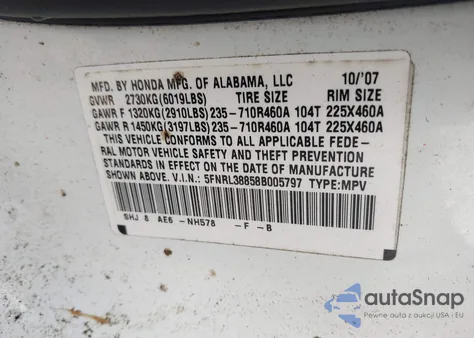 MFD. BY HONDA MFG. OF ALABAMA, LLC 10/'07
GVWR 2730KG(6019LBS) TIRE SIZE RIM SIZE
GAWR F 1320KG(2910LBS) 235-710R460A 104T 225X460A
GAWR R 1450KG(3197LBS) 235-710R460A 104T 225X460A
THIS VEHICLE CONFORMS TO ALL APPLICABLE FEDE-
RAL MOTOR VEHICLE SAFETY AND THEFT PREVENTION
STANDARDS IN EFFECT ON THE DATE OF MANUFACTURE
SHOWN ABOVE. V.I.N.: 5FNRL38858B005797 TYPE:MPV
SHJ 8 AE6 -NH578 -F -B
autoSnap
Pewne auta z aukcji USA i EU